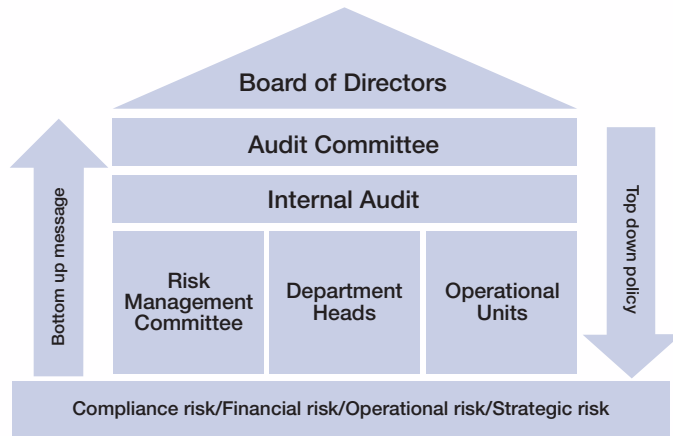 Board of Directors
Audit Committee
Internal Audit
Bottom up message
Risk
Management
Committee
Department
Heads
Operational
Units
Top down policy
Compliance risk/Financial risk/Operational risk/Strategic risk